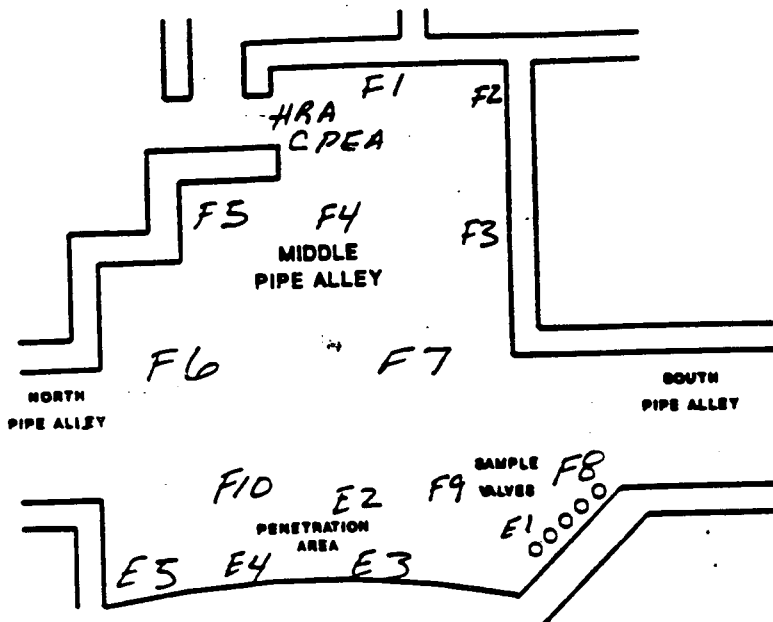 F1
F2
HRA
CPEA
F5
F4
F3
MIDDLE
PIPE ALLEY
F6
F7
NORTH
PIPE ALLEY
SOUTH
PIPE ALLEY
F10
E2
F9
SAMPLE
VALVES
F8
E1
PENETRATION
AREA
E5
E4
E3